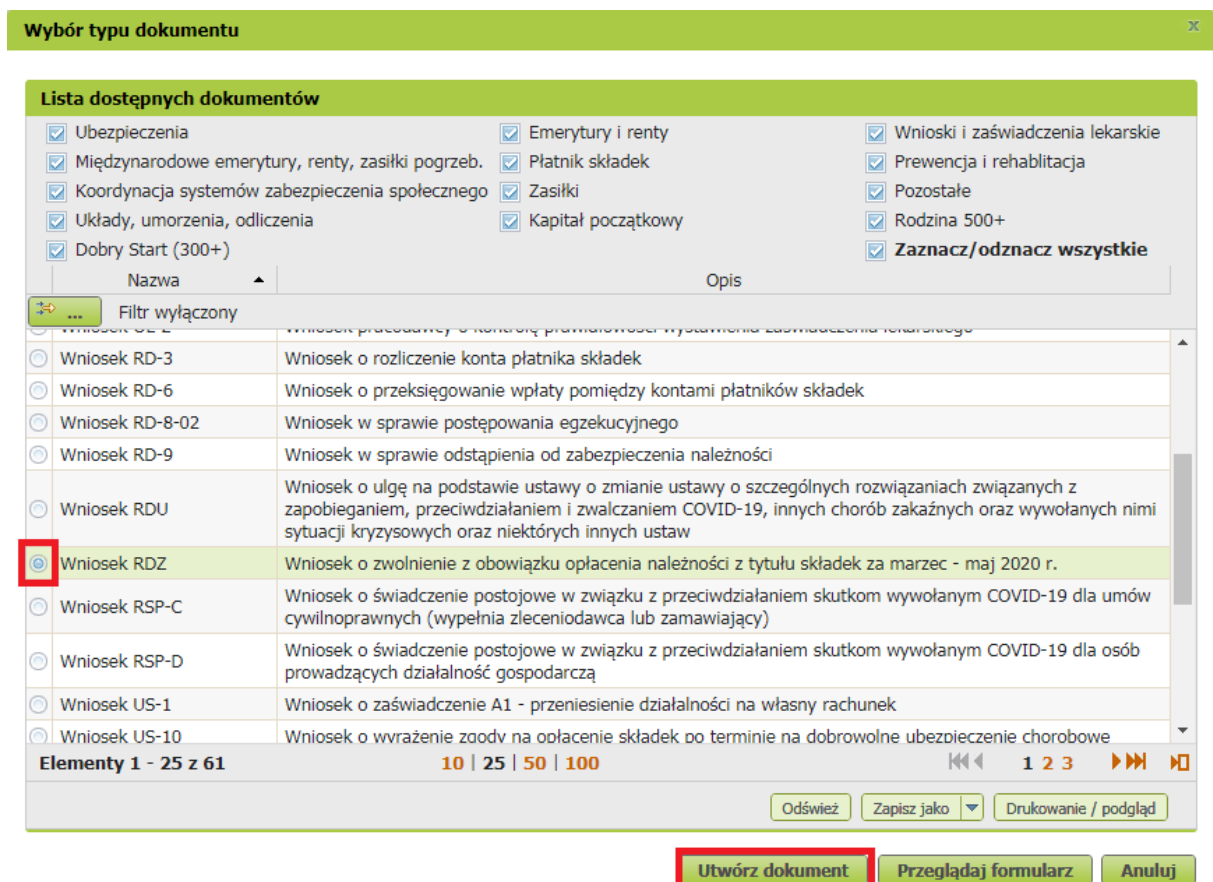 Wybór typu dokumentu
x
Lista dostępnych dokumentów
Ubezpieczenia
Emerytury i renty
Wnioski i zaświadczenia lekarskie
Międzynarodowe emerytury, renty, zasiłki pogrzeb.
Płatnik składek
Prewencja i rehablitacja
Koordynacja systemów zabezpieczenia społecznego
Zasiłki
Pozostałe
Układy, umorzenia, odliczenia
Kapitał początkowy
Rodzina 500+
Dobry Start (300+)
Zaznacz/odznacz wszystkie
Nazwa
Opis
...
Filtr wyłączony
Wniosek RD-3
Wniosek o rozliczenie konta płatnika składek
Wniosek RD-6
Wniosek o przeksięgowanie wpłaty pomiędzy kontami płatników składek
Wniosek RD-8-02
Wniosek w sprawie postępowania egzekucyjnego
Wniosek RD-9
Wniosek w sprawie odstąpienia od zabezpieczenia należności
Wniosek RDU
Wniosek o ulgę na podstawie ustawy o zmianie ustawy o szczególnych rozwiązaniach związanych z
zapobieganiem, przeciwdziałaniem i zwalczaniem COVID-19, innych chorób zakaźnych oraz wywołanych nimi
sytuacji kryzysowych oraz niektórych innych ustaw
Wniosek RDZ
Wniosek o zwolnienie z obowiązku opłacenia należności z tytułu składek za marzec - maj 2020 r.
Wniosek RSP-C
Wniosek o świadczenie postojowe w związku z przeciwdziałaniem skutkom wywołanym COVID-19 dla umów
cywilnoprawnych (wypełnia zleceniodawca lub zamawiający)
Wniosek RSP-D
Wniosek o świadczenie postojowe w związku z przeciwdziałaniem skutkom wywołanym COVID-19 dla osób
prowadzących działalność gospodarczą
Wniosek US-1
Wniosek o zaświadczenie A1 - przeniesienie działalności na własny rachunek
Wniosek US-10
Wniosek o wyrażenie zgody na opłacenie składek po terminie na dobrowolne ubezpieczenie chorobowe
Elementy 1 - 25 z 61
10 | 25 | 50 | 100
1 2 3
Odśwież
Zapisz jako
Drukowanie / podgląd
Utwórz dokument
Przeglądaj formularz
Anuluj